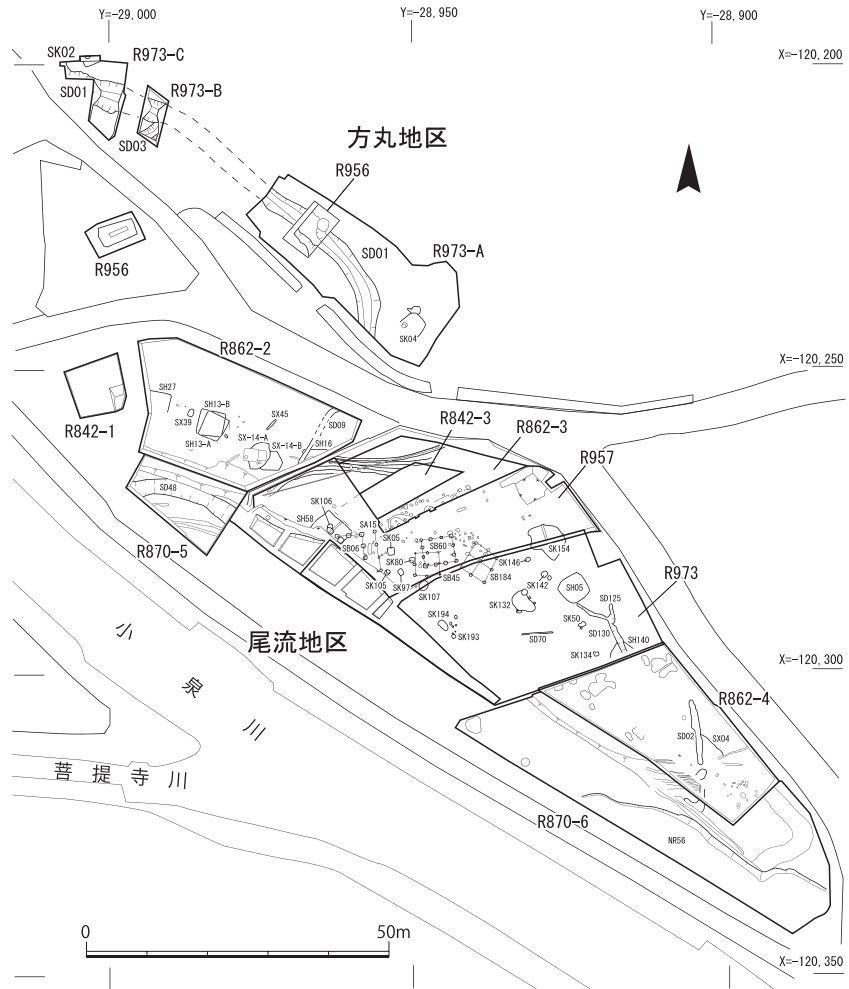 Y=-29,000
Y=-28,950
Y=-28,900
X=-120,200
SK02
R973-C
SD01
R973-B
SD03
方丸地区
R956
R956
SD01
R973-A
SK04
X=-120,250
R862-2
R842-1
SH27
SX39
SH13-B
SH13-A
SX45
SX-14-A
SX-14-B
SD09
SH16
R842-3
R862-3
R957
SD48
R870-5
SK106
SH58
SA15
SK05
SB06
SB60
SK80
SK105
SK97
SB45
SK107
SK146
SB184
SK154
SK142
SH05
R973
SK132
SD125
SK194
SK193
SK50
SD130
SH140
SD70
SK134
尾流地区
X=-120,300
R862-4
SD02
SX04
小泉川
菩提寺川
R870-6
NR56
0
50m
X=-120,350